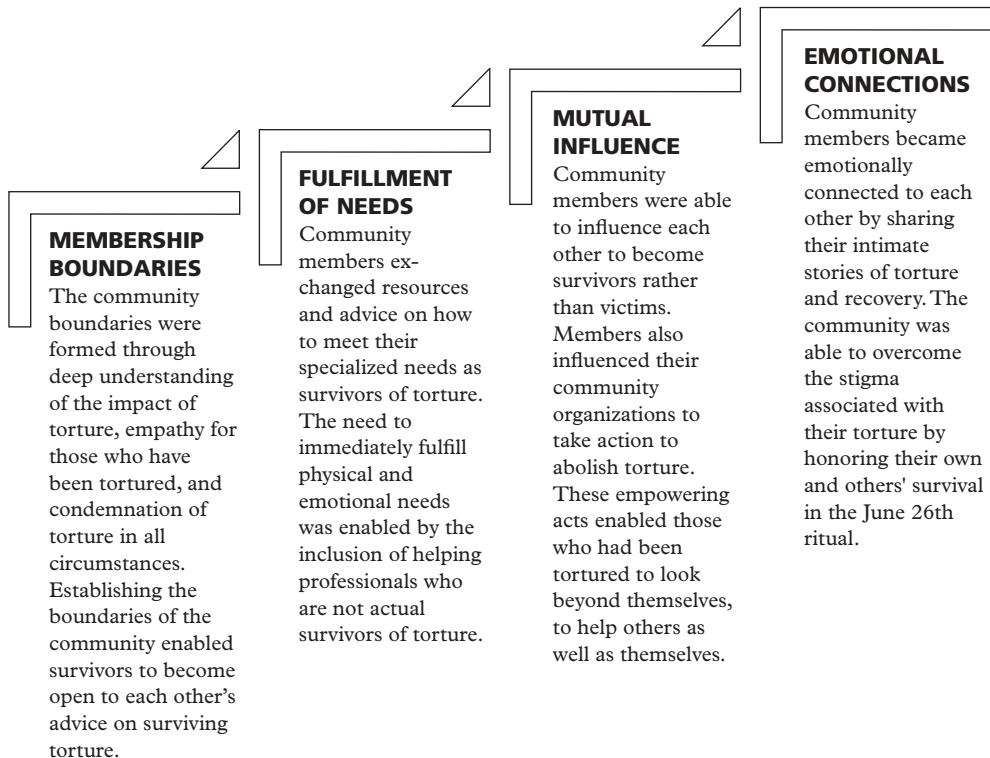 MEMBERSHIP
BOUNDARIES
The community
boundaries were
formed through
deep understanding
of the impact of
torture, empathy for
those who have
been tortured, and
condemnation of
torture in all
circumstances.
Establishing the
boundaries of the
community enabled
survivors to become
open to each other’s
advice on surviving
torture.
FULFILLMENT
OF NEEDS
Community
members ex-
changed resources
and advice on how
to meet their
specialized needs as
survivors of torture.
The need to
immediately fulfill
physical and
emotional needs
was enabled by the
inclusion of helping
professionals who
are not actual
survivors of torture.
MUTUAL
INFLUENCE
Community
members were able
to influence each
other to become
survivors rather
than victims.
Members also
influenced their
community
organizations to
take action to
abolish torture.
These empowering
acts enabled those
who had been
tortured to look
beyond themselves,
to help others as
well as themselves.
EMOTIONAL
CONNECTIONS
Community
members became
emotionally
connected to each
other by sharing
their intimate
stories of torture
and recovery. The
community was
able to overcome
the stigma
associated with
their torture by
honoring their own
and others' survival
in the June 26th
ritual.